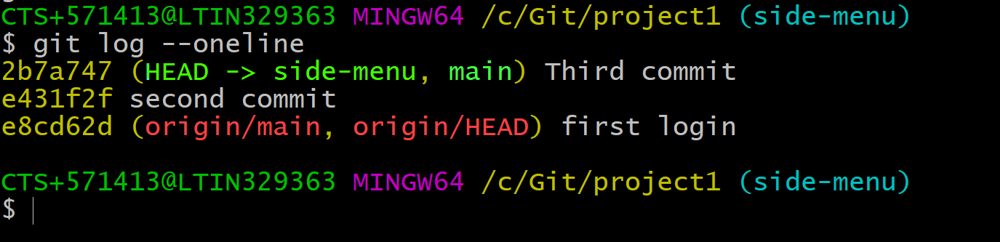 CTS+571413@LTIN329363 MINGW64 /c/Git/project1 (side-menu)
$ git log --oneline
2b7a747 (HEAD -> side-menu, main) Third commit
e431f2f second commit
e8cd62d (origin/main, origin/HEAD) first login
CTS+571413@LTIN329363 MINGW64 /c/Git/project1 (side-menu)
$